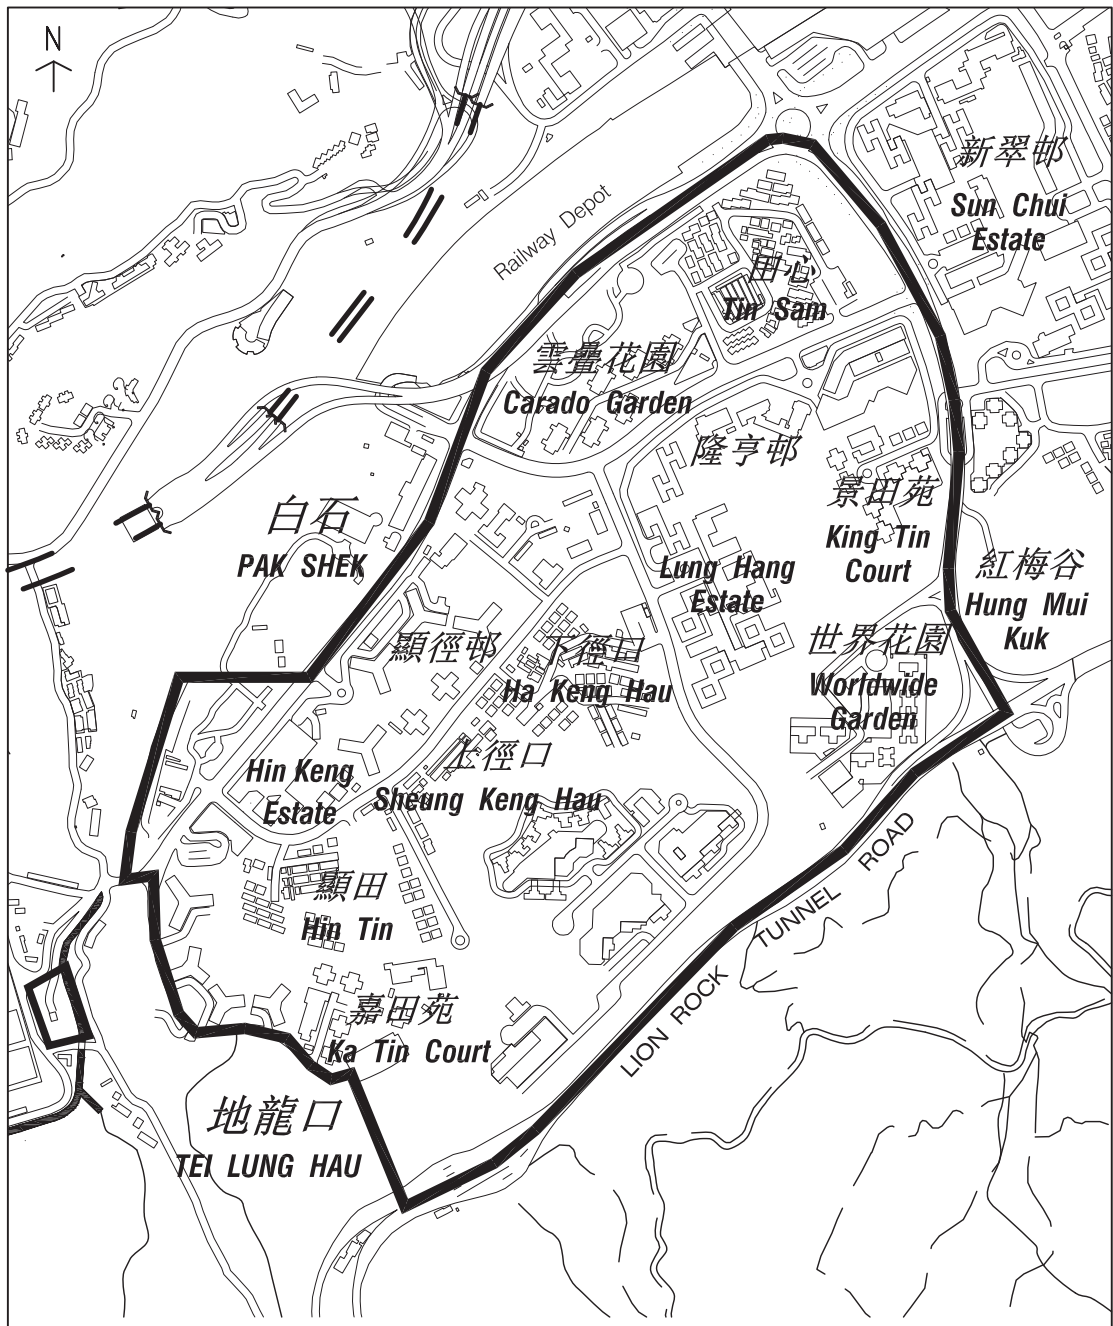 N
新翠邨
Sun Chui
Estate
Railway Depot
田心
Tin Sam
雲疊花園
Carado Garden
隆亨邨
景田苑
白石
King Tin
Court
PAK SHEK
Lung Hang
Estate
紅梅谷
Hung Mui
Kuk
顯徑邨
下徑口
世界花園
Ha Keng Hau
Worldwide
Garden
上徑口
Hin Keng
Estate
Sheung Keng Hau
顯田
Hin Tin
LION ROCK TUNNEL ROAD
嘉田苑
Ka Tin Court
地龍口
TEI LUNG HAU